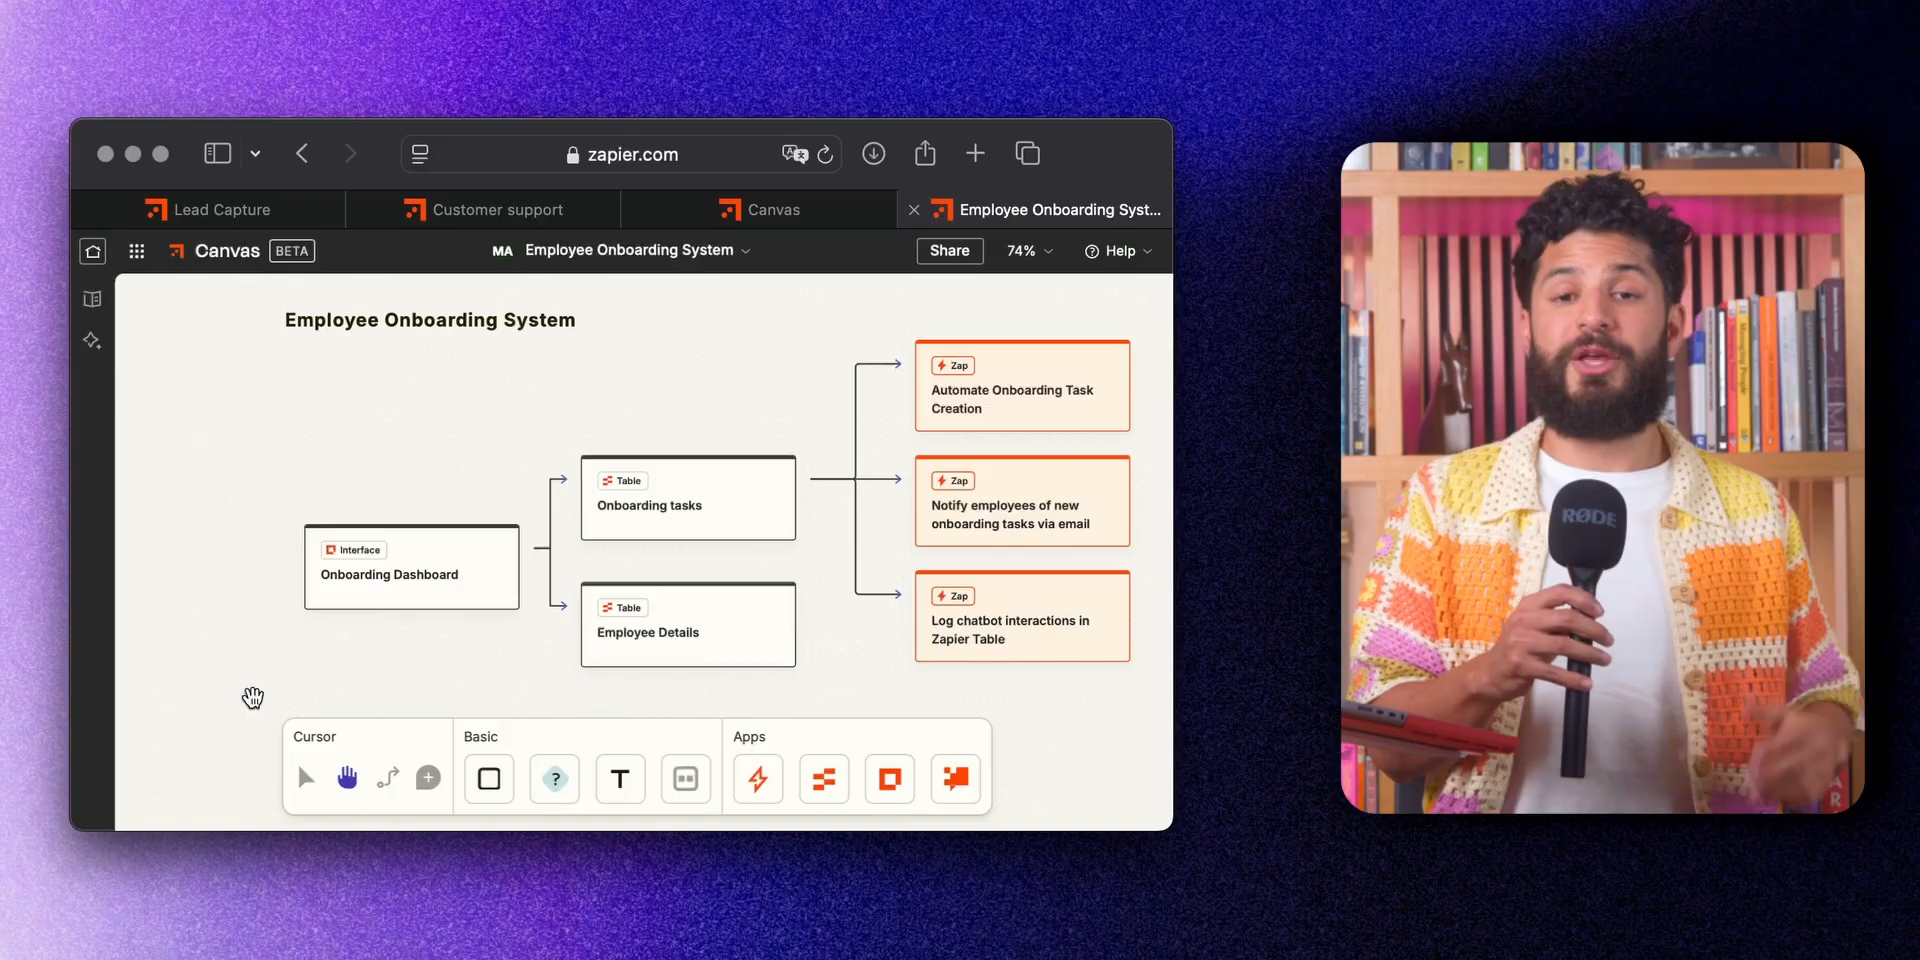 zapier.com
Lead Capture
Customer support
Canvas
Employee Onboarding Syst...
Canvas BETA
MA Employee Onboarding System
Share
74%
Help
Employee Onboarding System
Zap
Automate Onboarding Task
Creation
Table
Onboarding tasks
Zap
Notify employees of new
onboarding tasks via email
Interface
Onboarding Dashboard
Table
Employee Details
Zap
Log chatbot interactions in
Zapier Table
Cursor
Basic
Apps
?
T
RØDE